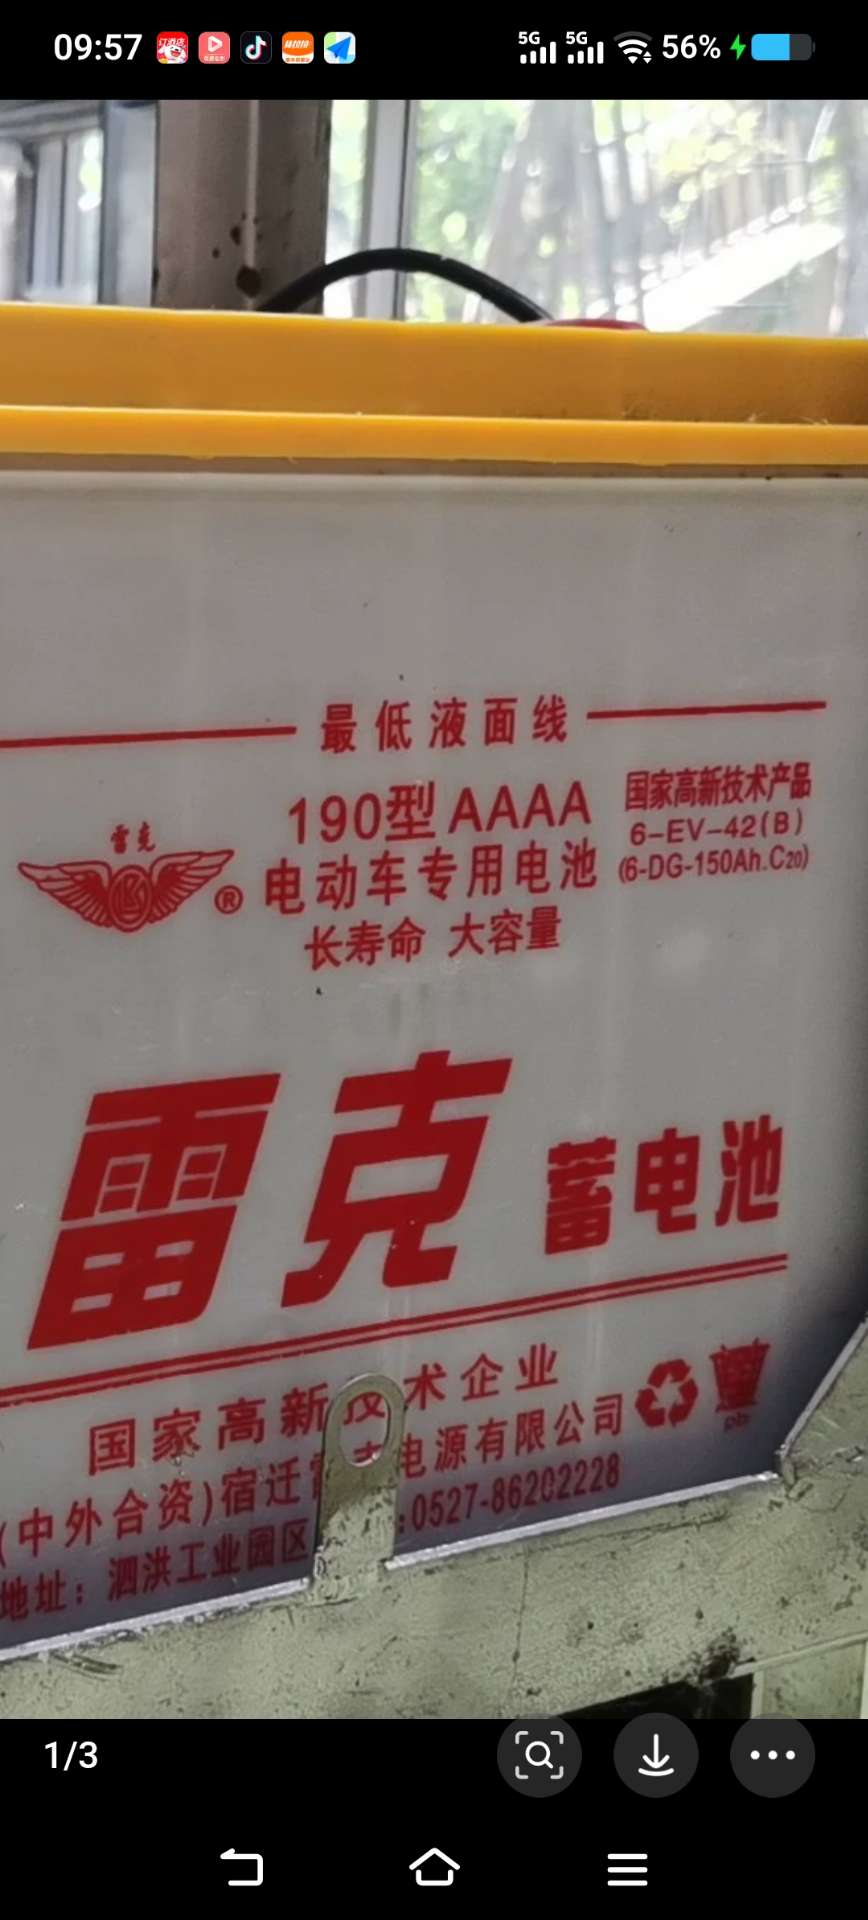 09:57
5G 5G 56%
最低液面线
190型AAAA
电动车专用电池
长寿命 大容量
国家高新技术产品
6-EV-42(B)
(6-DG-150Ah.C20)
雷克
®
雷克 蓄电池
国家高新技术企业
(中外合资)宿迁雷克电源有限公司
地址：泗洪工业园区 :0527-86202228
pb
1/3